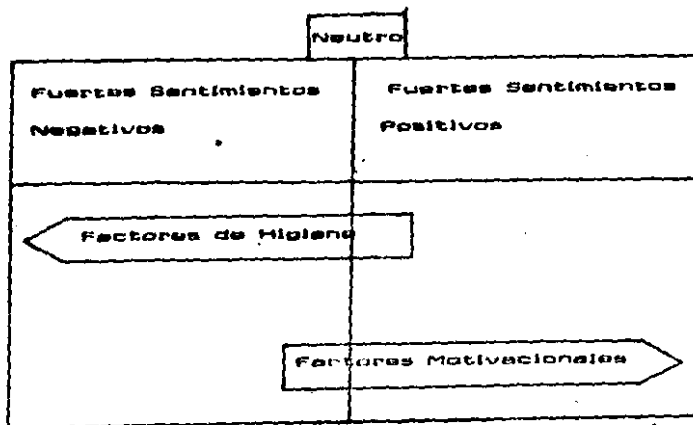 Neutro
Fuertes Sentimientos
Negativos
Fuertes Sentimientos
Positivos
Factores de Higiene
Factores Motivacionales